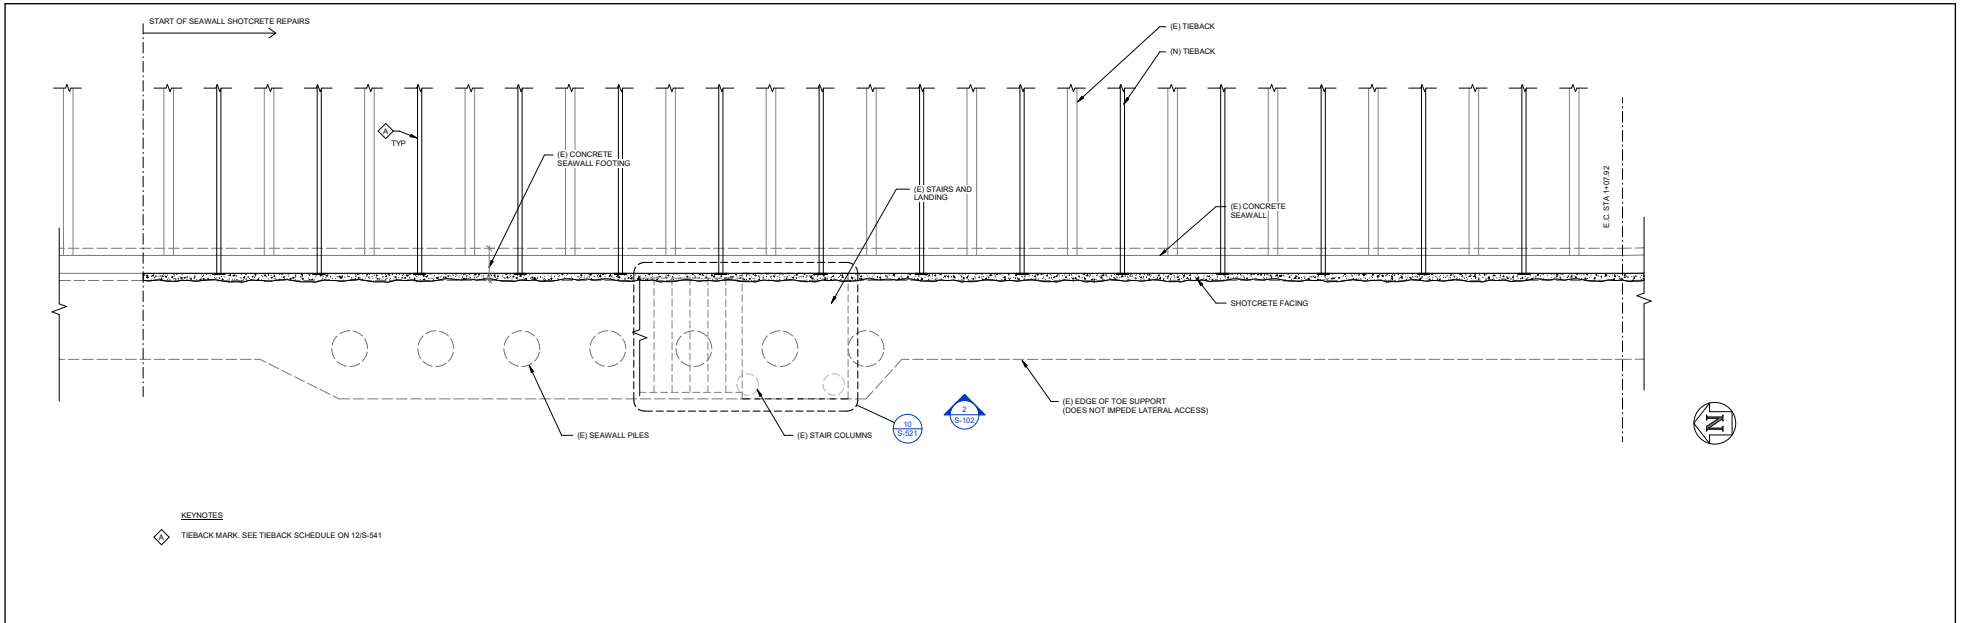 START OF SEAWALL SHOTCRETE REPAIRS
(E) TIEBACK
(N) TIEBACK
A
TYP
(E) CONCRETE
SEAWALL FOOTING
(E) STAIRS AND
LANDING
(E) CONCRETE
SEAWALL
E.C. STA 1+07.92
SHOTCRETE FACING
(E) EDGE OF TOE SUPPORT
(DOES NOT IMPEDE LATERAL ACCESS)
2
S-102
10
S-521
(E) SEAWALL PILES
(E) STAIR COLUMNS
N
KEYNOTES
A
TIEBACK MARK. SEE TIEBACK SCHEDULE ON 12/S-541